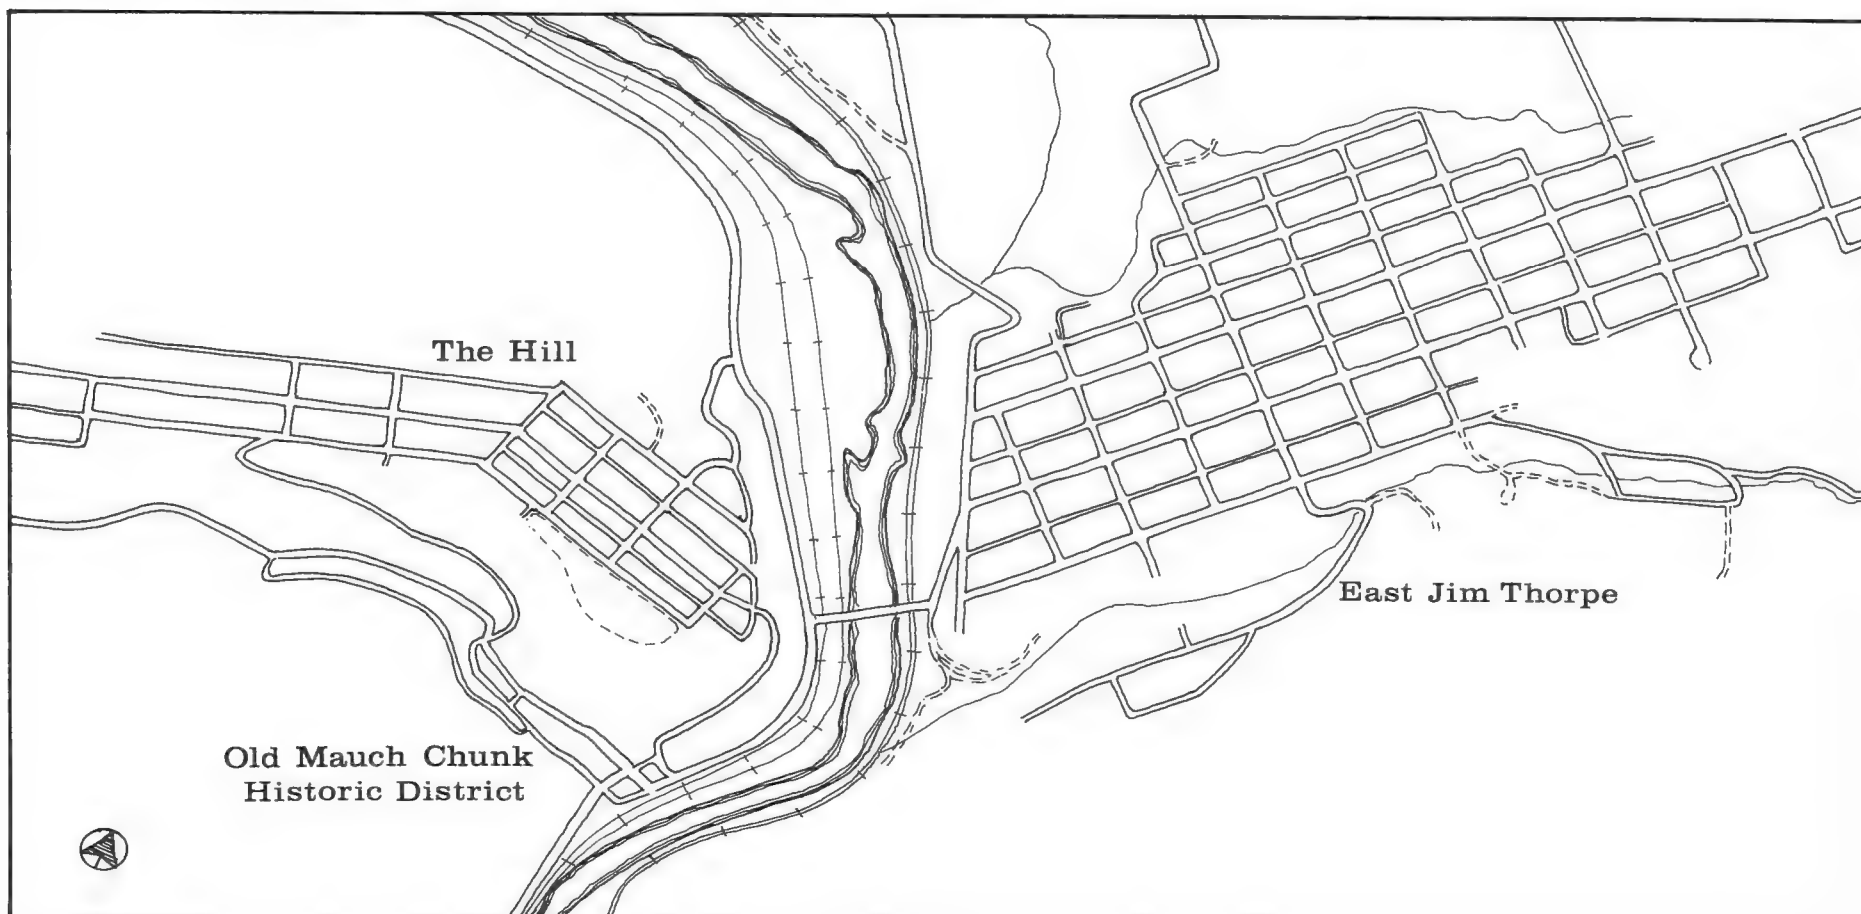 The Hill
East Jim Thorpe
Old Mauch Chunk
Historic District